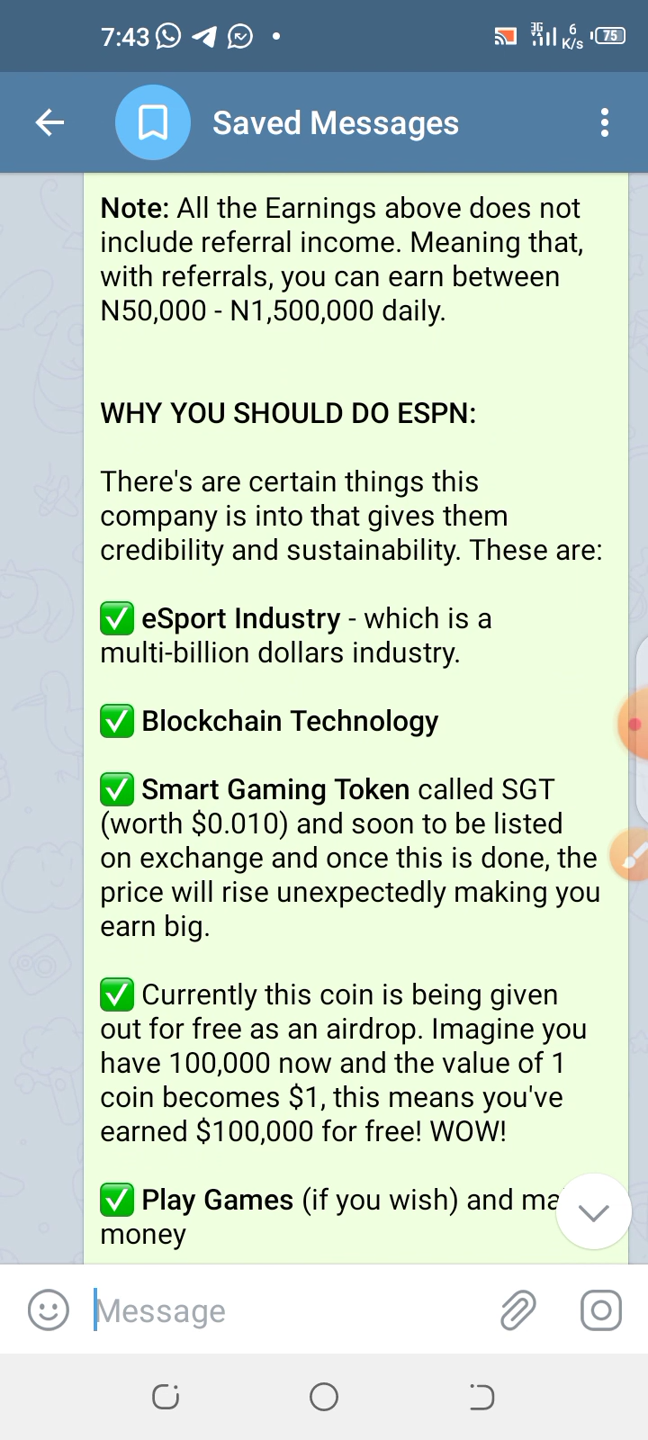 7:43
3G
6
K/s
75
Saved Messages
Note: All the Earnings above does not
include referral income. Meaning that,
with referrals, you can earn between
N50,000 - N1,500,000 daily.
WHY YOU SHOULD DO ESPN:
There's are certain things this
company is into that gives them
credibility and sustainability. These are:
✅ eSport Industry - which is a
multi-billion dollars industry.
✅ Blockchain Technology
✅ Smart Gaming Token called SGT
(worth $0.010) and soon to be listed
on exchange and once this is done, the
price will rise unexpectedly making you
earn big.
✅ Currently this coin is being given
out for free as an airdrop. Imagine you
have 100,000 now and the value of 1
coin becomes $1, this means you've
earned $100,000 for free! WOW!
✅ Play Games (if you wish) and ma
money
Message